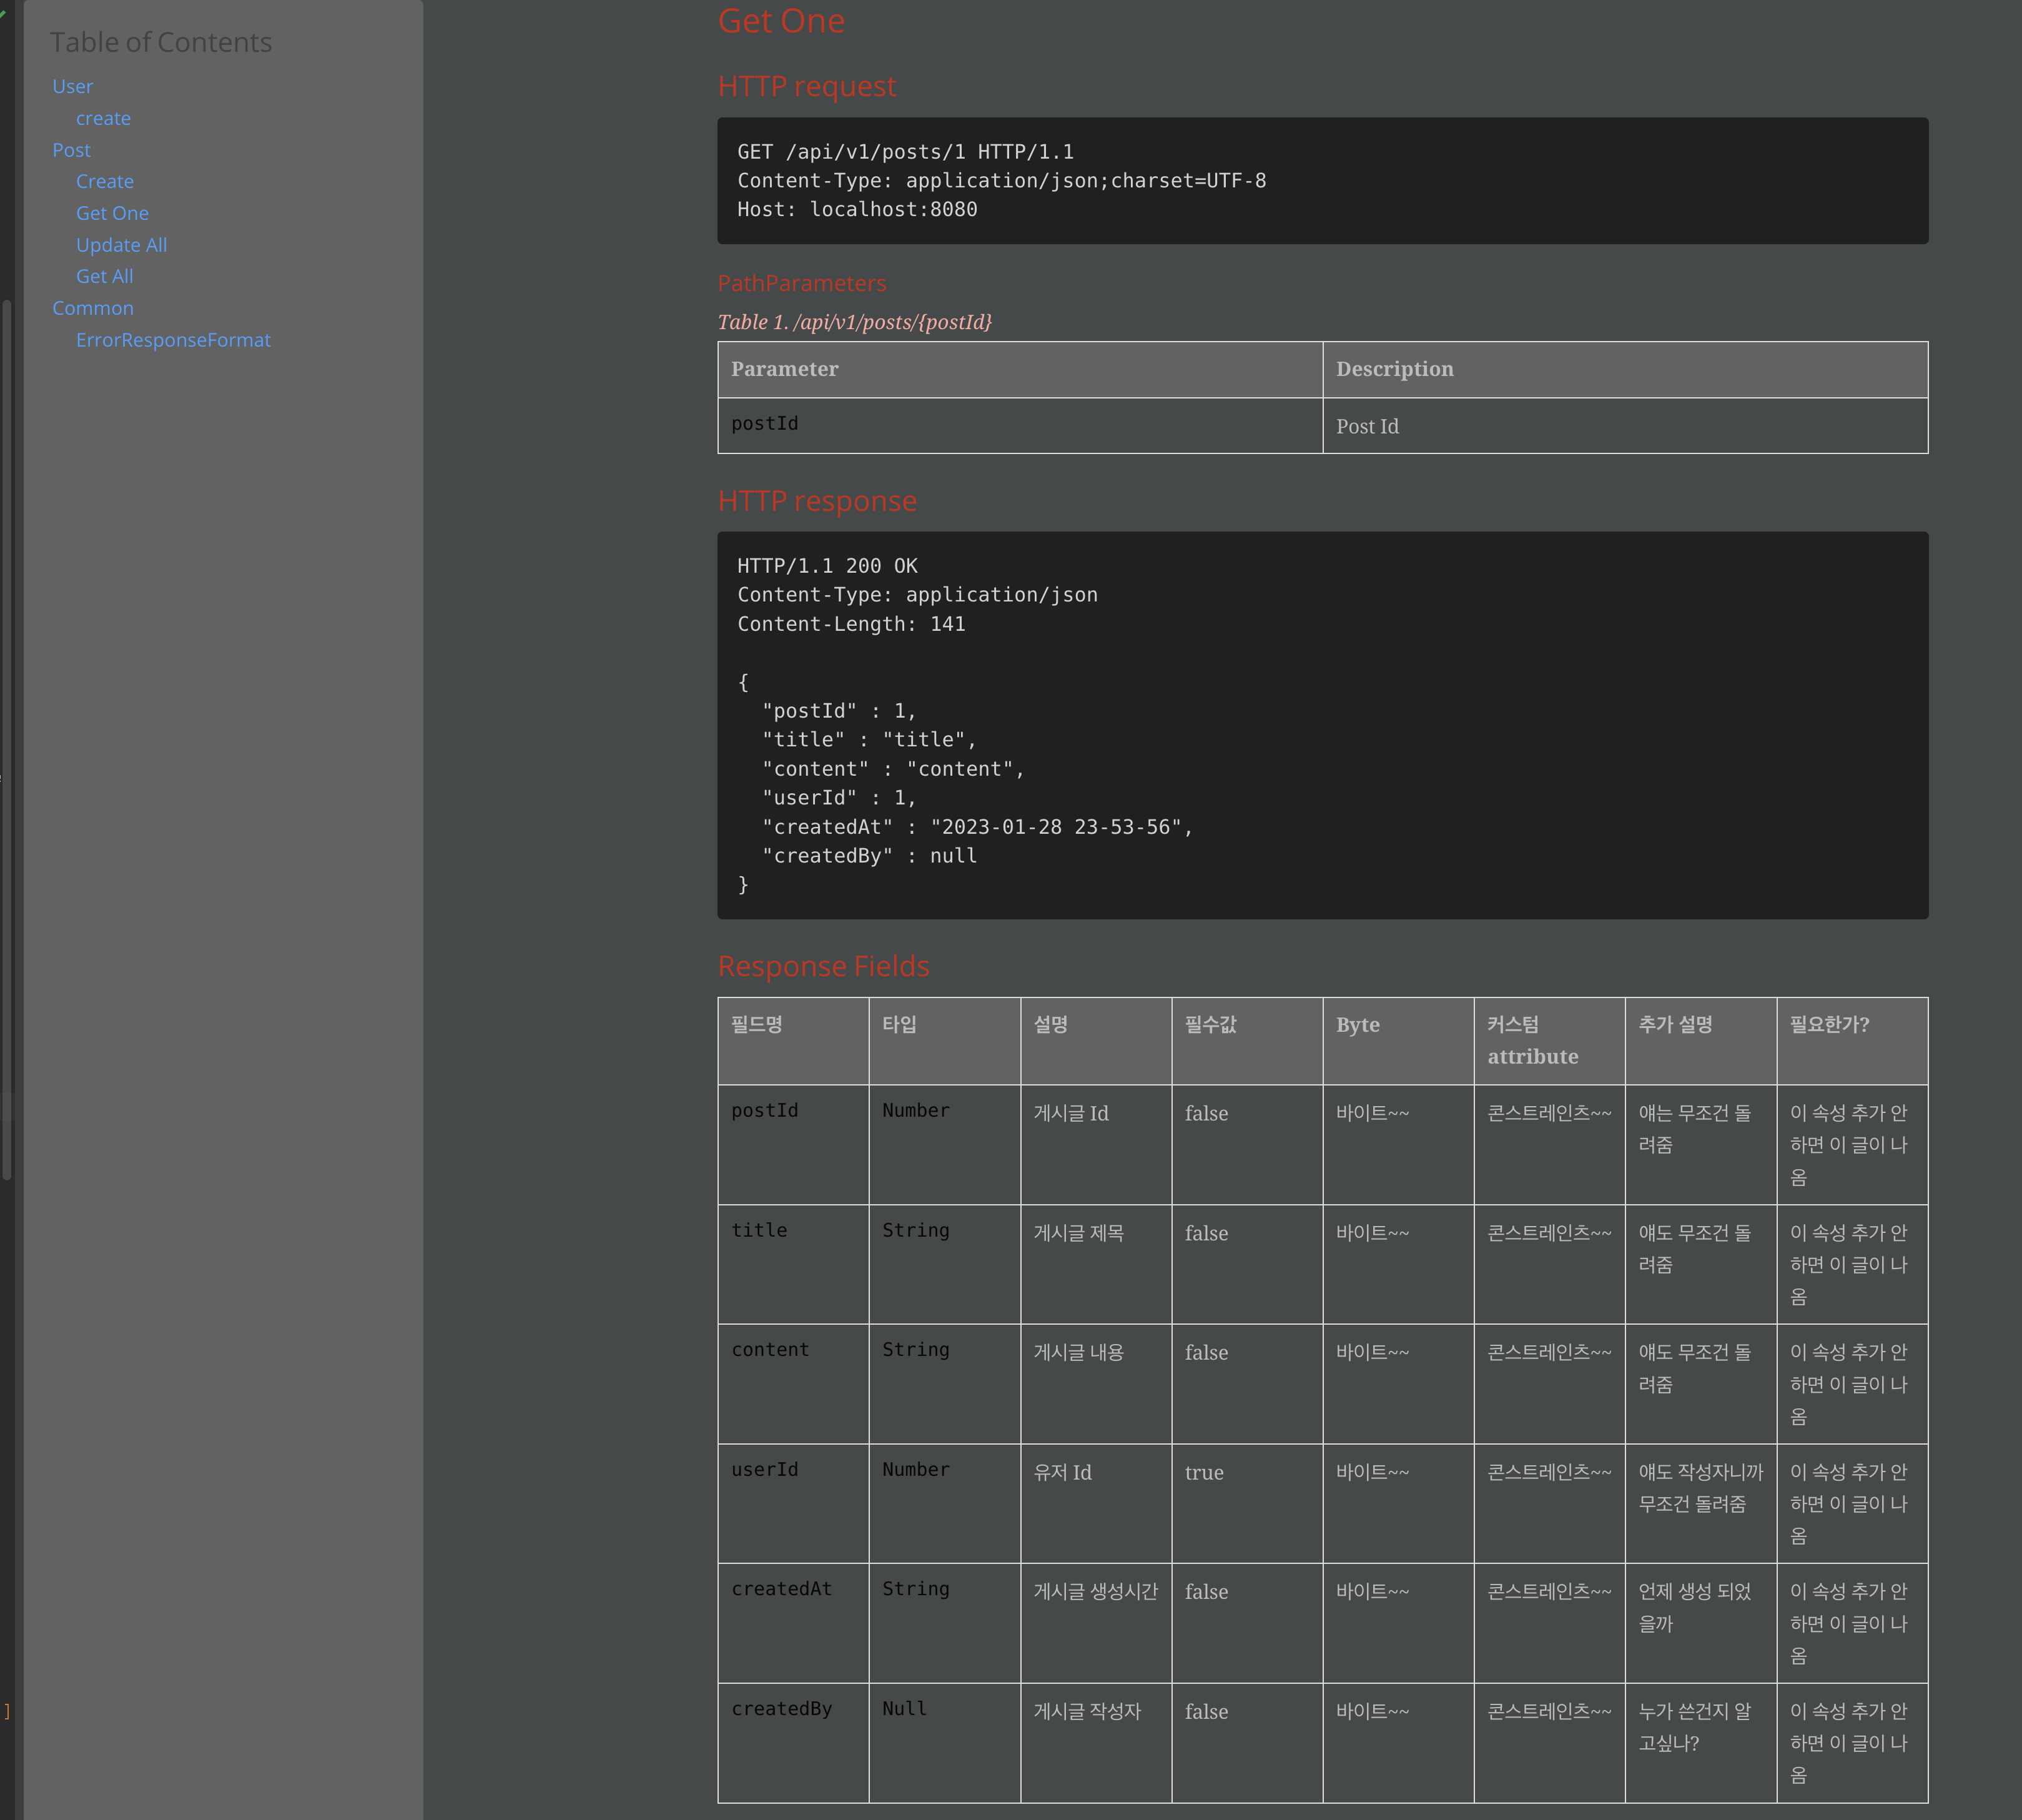 Table of Contents
User
create
Post
Create
Get One
Update All
Get All
Common
ErrorResponseFormat
Get One
HTTP request
GET /api/v1/posts/1 HTTP/1.1
Content-Type: application/json;charset=UTF-8
Host: localhost:8080
PathParameters
Table 1. /api/v1/posts/{postId}
Parameter Description
postId Post Id
HTTP response
HTTP/1.1 200 OK
Content-Type: application/json
Content-Length: 141
{
"postId" : 1,
"title" : "title",
"content" : "content",
"userId" : 1,
"createdAt" : "2023-01-28 23-53-56",
"createdBy" : null
}
Response Fields
필드명 타입 설명 필수값 Byte 커스텀 추가 설명 필요한가?
attribute
postId Number 게시글 Id false 바이트~~ 콘스트레인츠~~ 얘는 무조건 돌 이 속성 추가 안
려줌 하면 이 글이 나
옴
title String 게시글 제목 false 바이트~~ 콘스트레인츠~~ 얘도 무조건 돌 이 속성 추가 안
려줌 하면 이 글이 나
옴
content String 게시글 내용 false 바이트~~ 콘스트레인츠~~ 얘도 무조건 돌 이 속성 추가 안
려줌 하면 이 글이 나
옴
userId Number 유저 Id true 바이트~~ 콘스트레인츠~~ 얘도 작성자니까 이 속성 추가 안
무조건 돌려줌 하면 이 글이 나
옴
createdAt String 게시글 생성시간 false 바이트~~ 콘스트레인츠~~ 언제 생성 되었 이 속성 추가 안
을까 하면 이 글이 나
옴
createdBy Null 게시글 작성자 false 바이트~~ 콘스트레인츠~~ 누가 쓴건지 알 이 속성 추가 안
고싶나? 하면 이 글이 나
옴
]